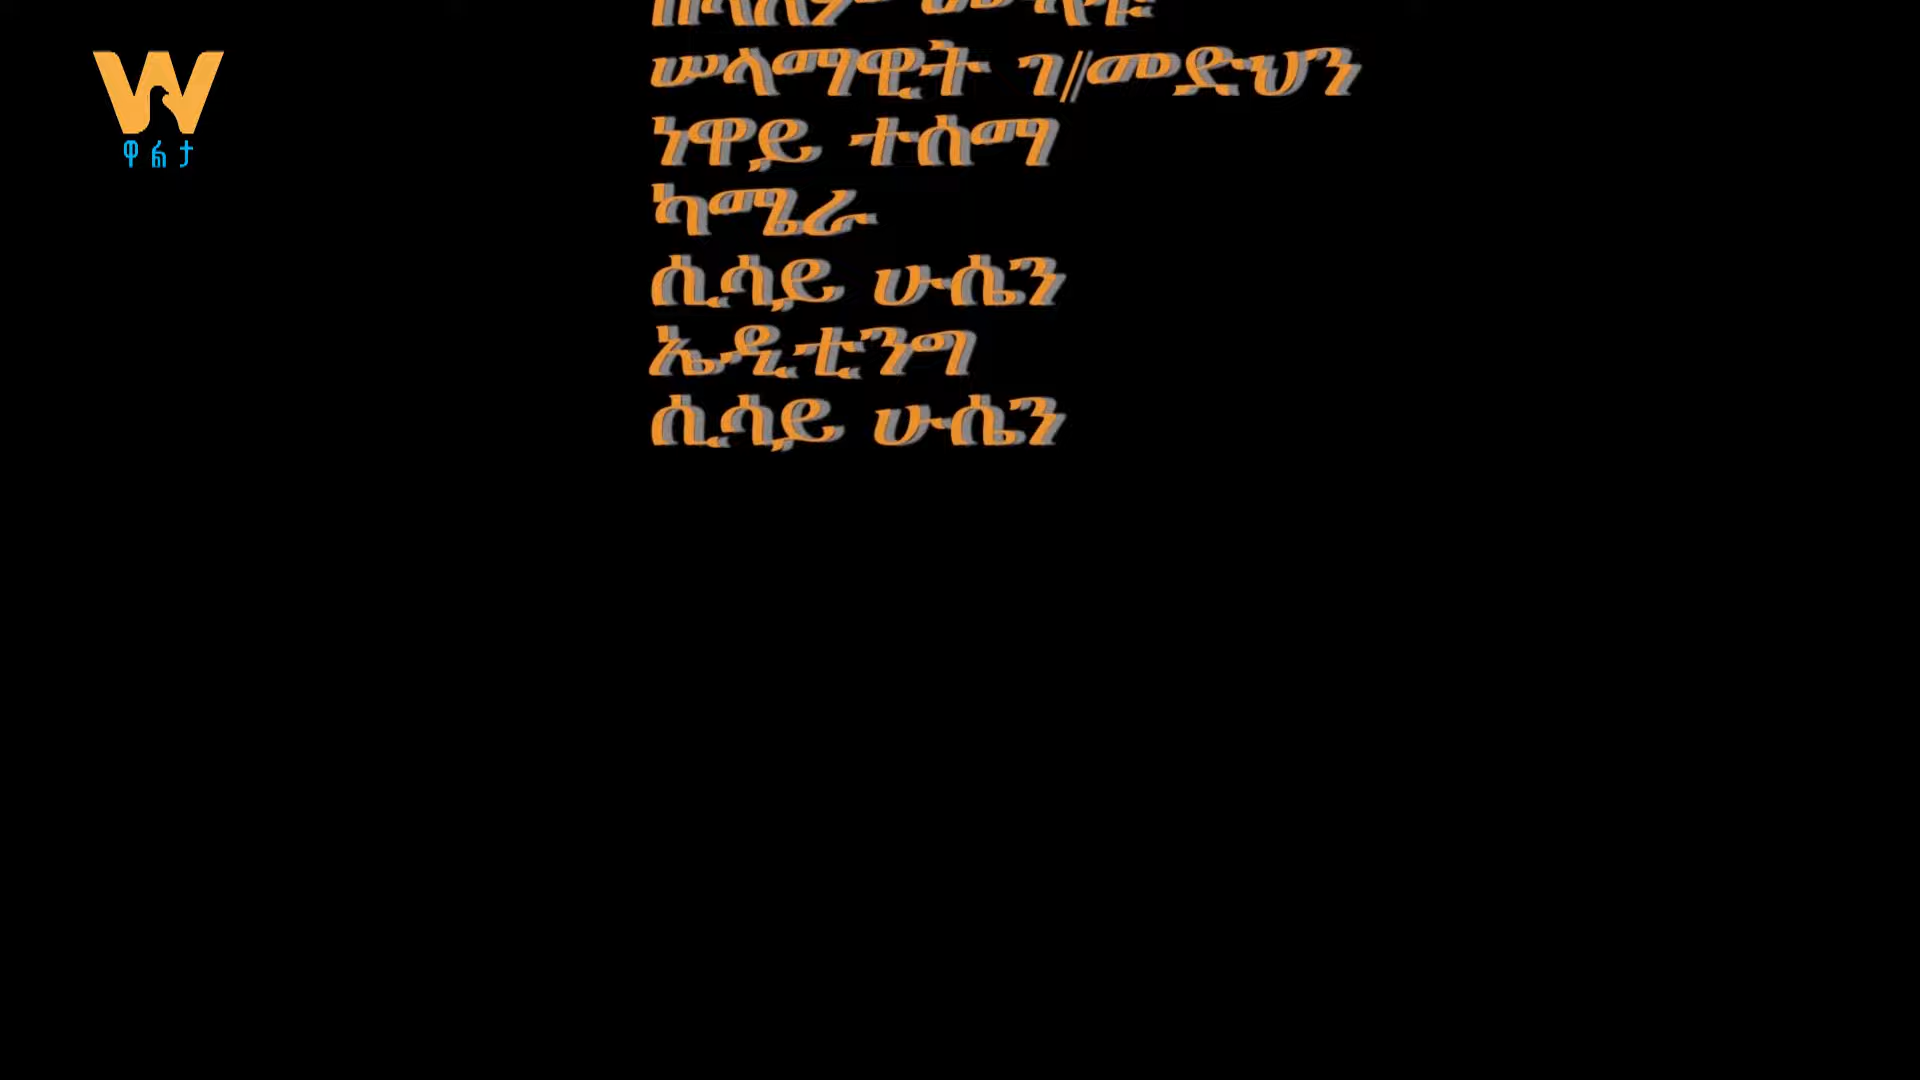 ዋልታ
ሠላማዊት ገ//መድህን
ነዋይ ተሰማ
ካሜራ
ሲሳይ ሁሴን
ኤዲቲንግ
ሲሳይ ሁሴን